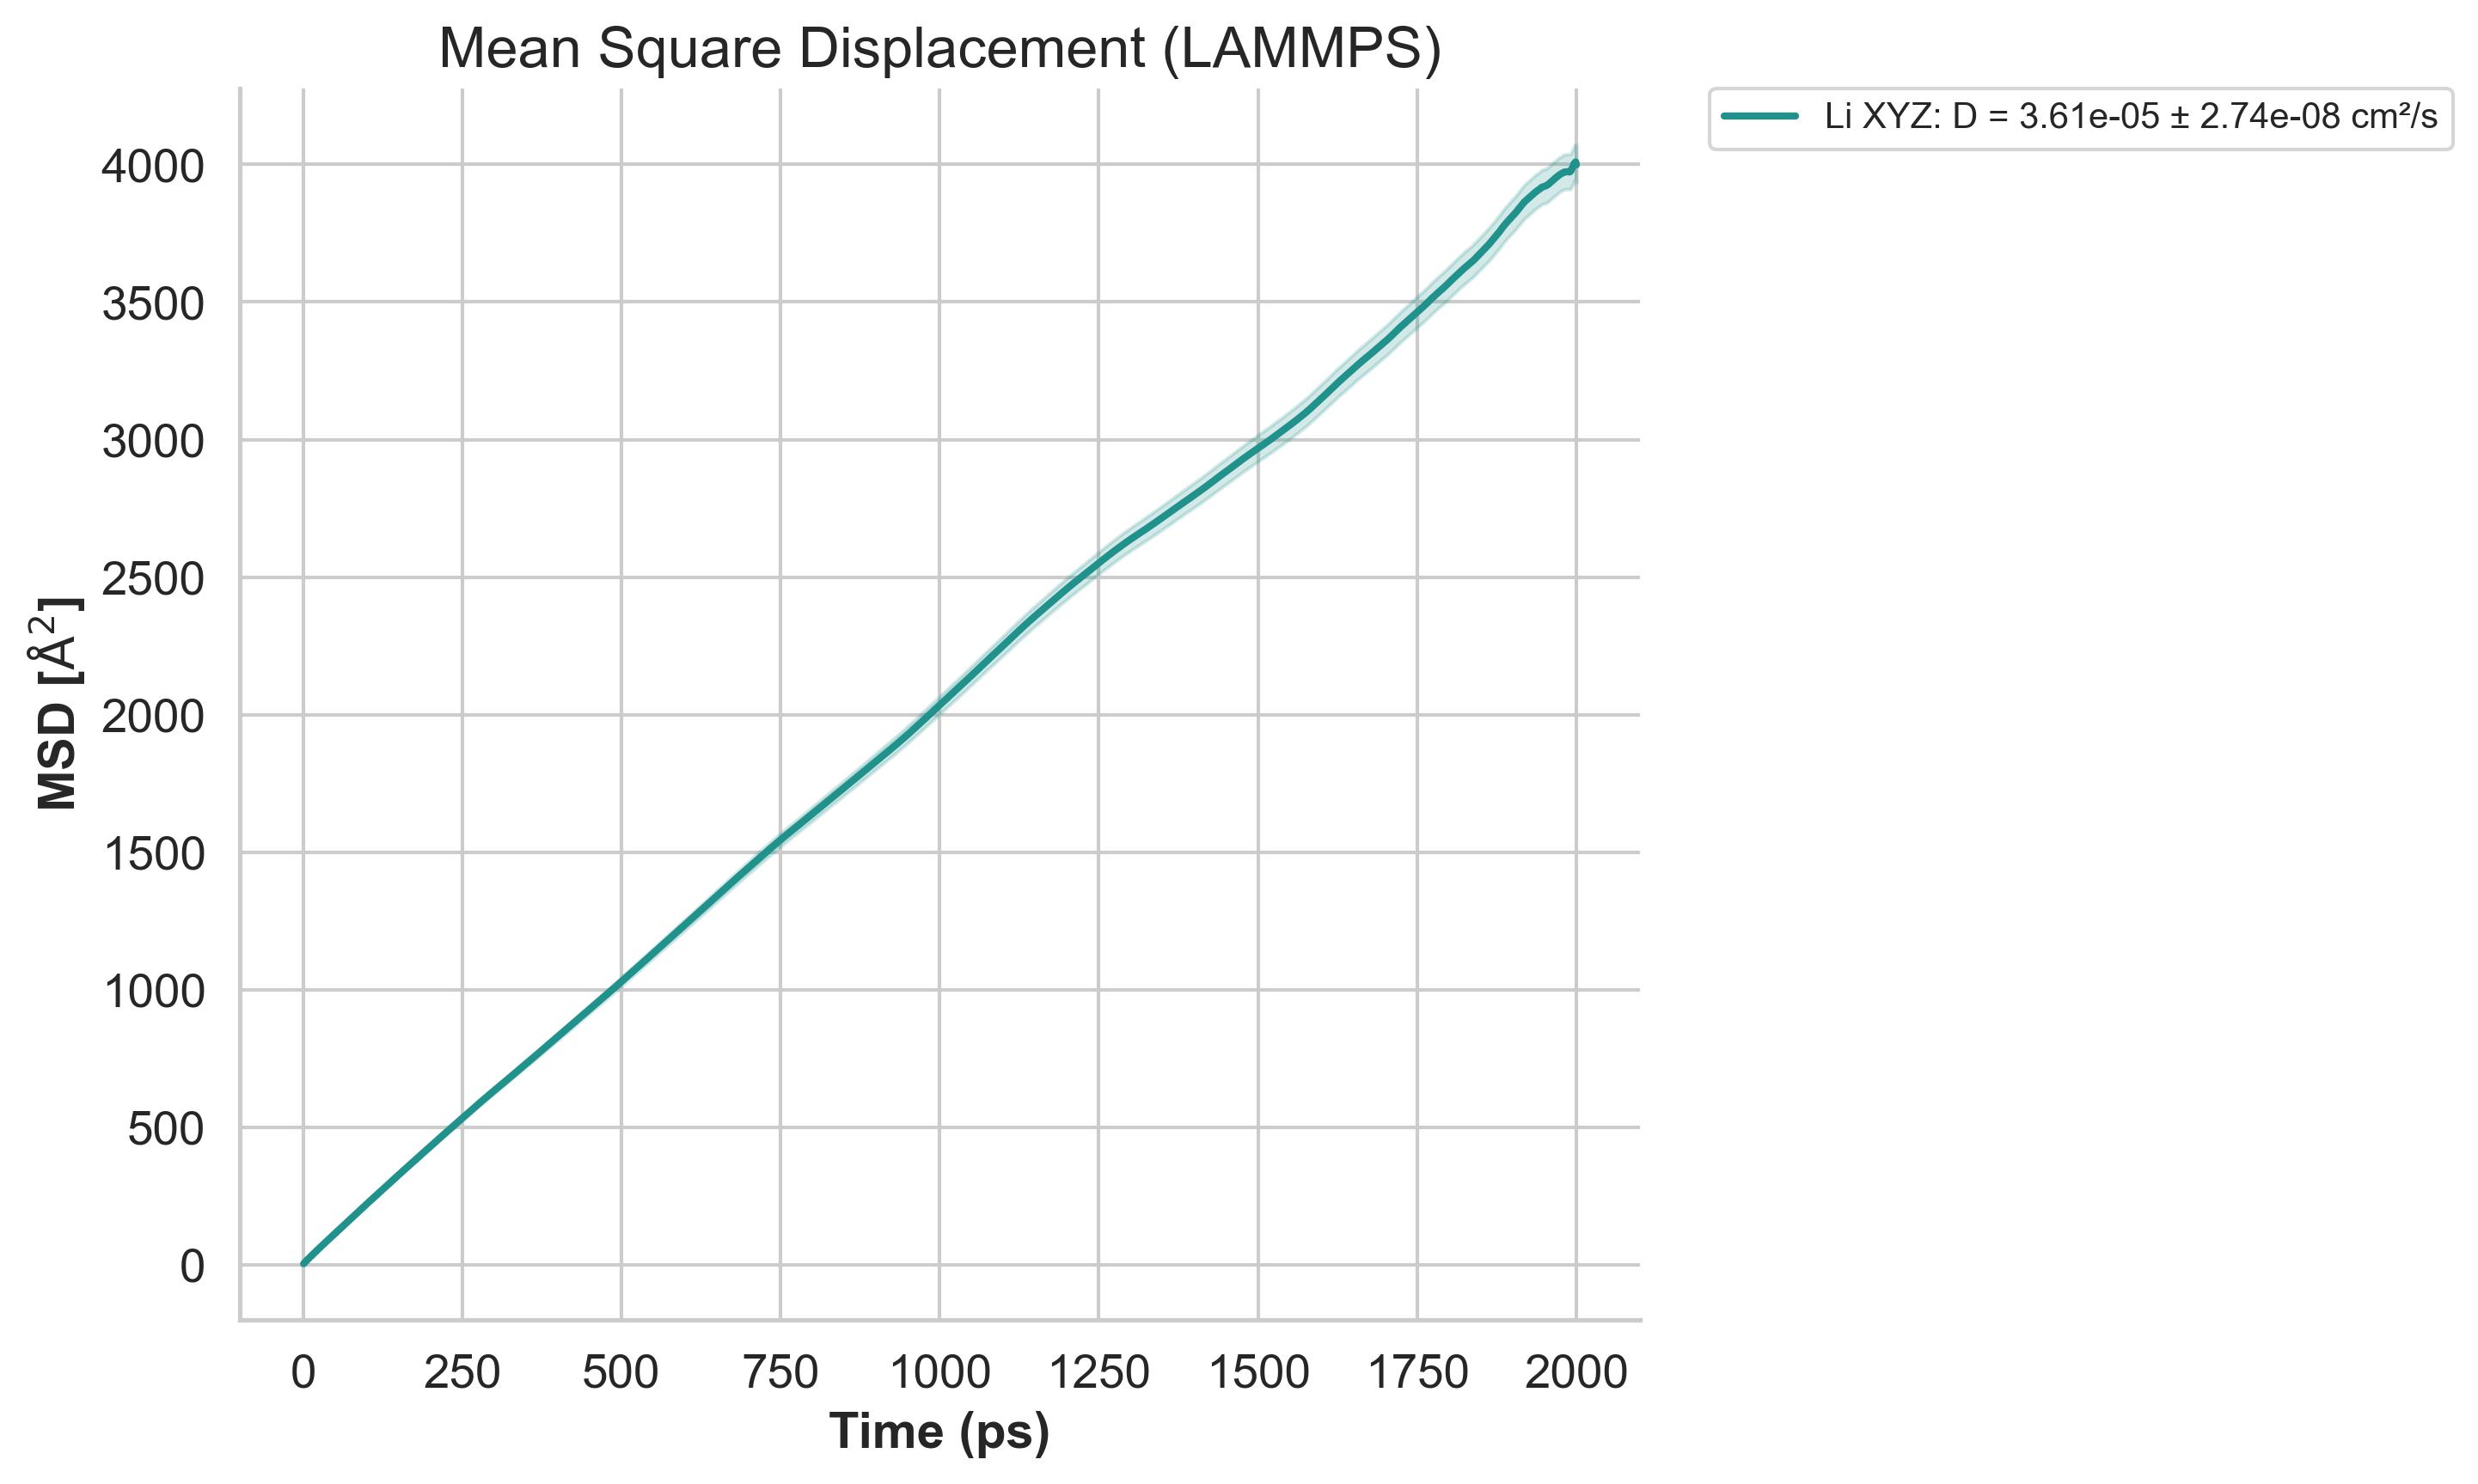 Mean Square Displacement (LAMMPS)
Li XYZ: D = 3.61e-05 ± 2.74e-08 cm²/s
MSD [Å²]
4000
3500
3000
2500
2000
1500
1000
500
0
0 250 500 750 1000 1250 1500 1750 2000
Time (ps)